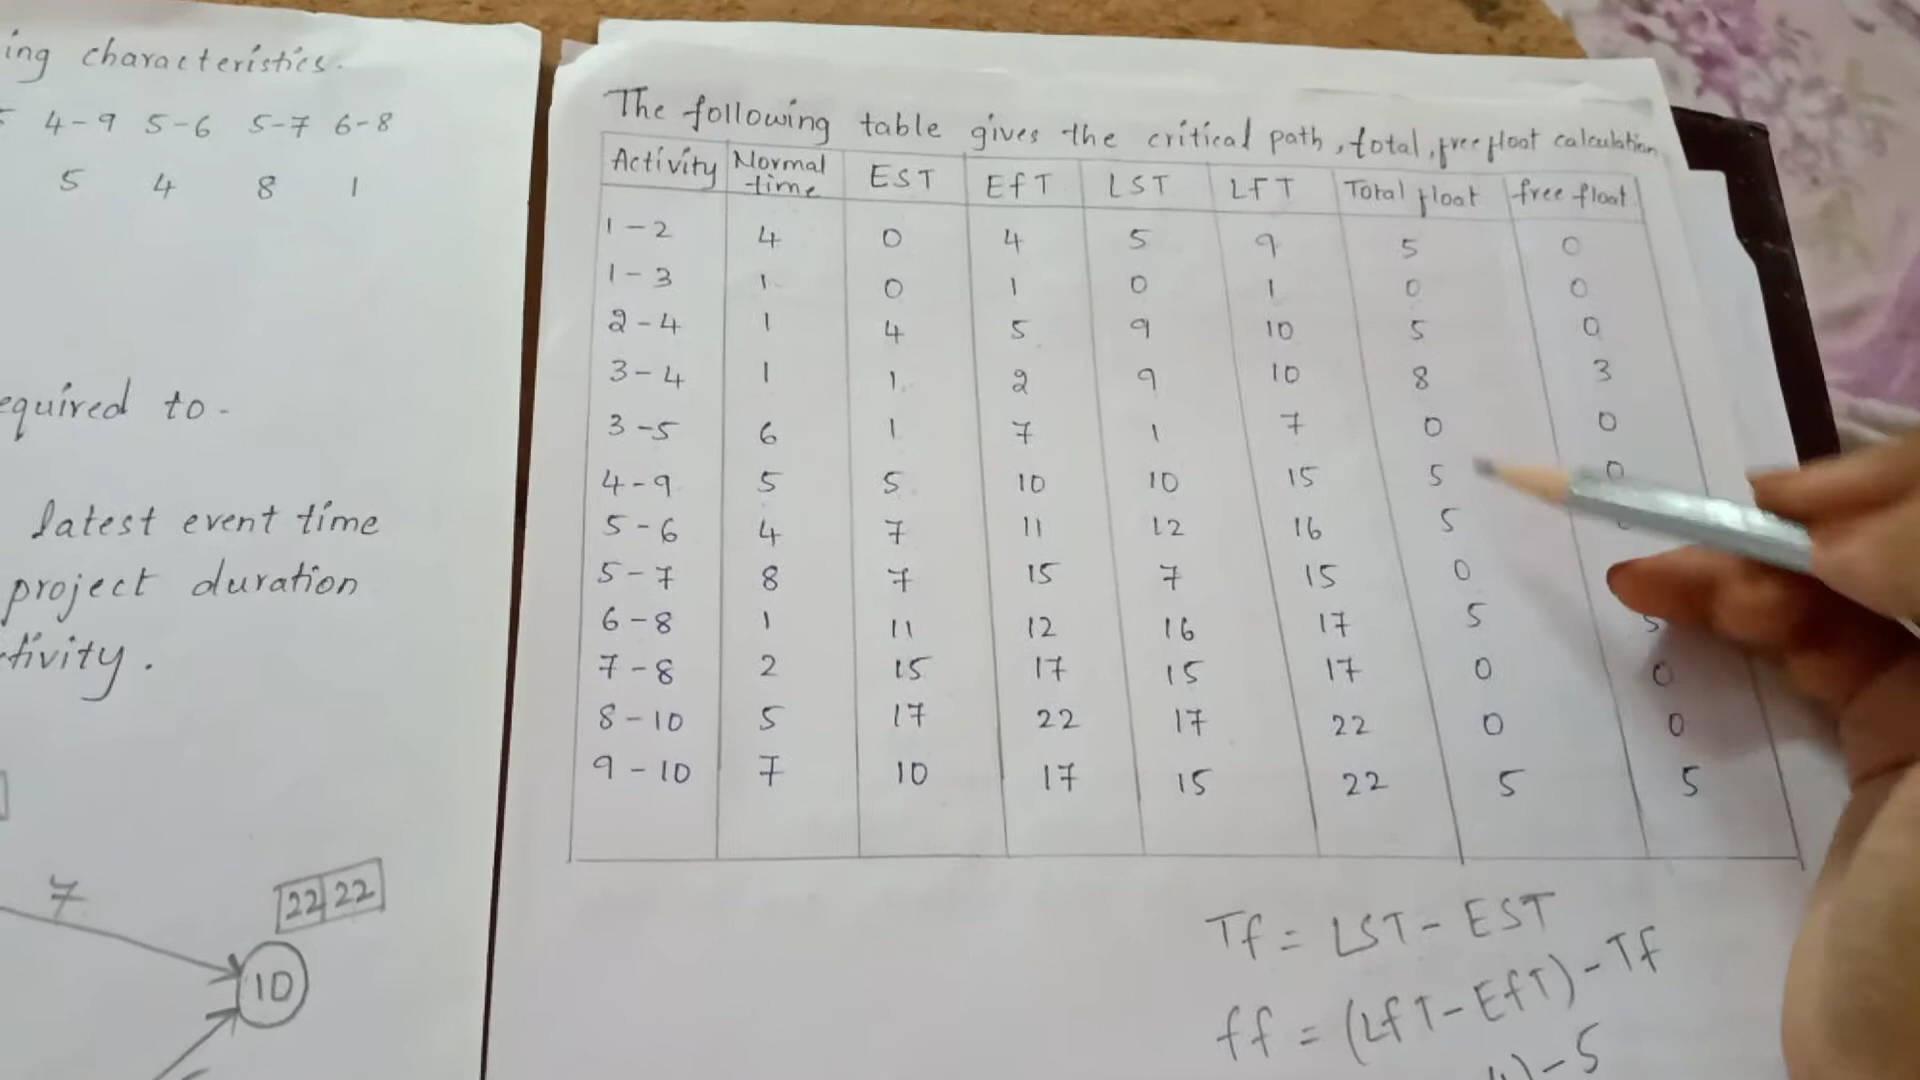 ing characteristics.
5 4-9 5-6 5-7 6-8
5 4 8 1
equired to -
latest event time
project duration
tivity.
7
22 22
10
The following table gives the critical path, total, free float calculation
Activity Normal time EST EFT LST LFT Total float free float
1-2 4 0 4 5 9 5 0
1-3 1 0 1 0 1 0 0
2-4 1 4 5 9 10 5 0
3-4 1 1 2 9 10 8 3
3-5 6 1 7 1 7 0 0
4-9 5 5 10 10 15 5 0
5-6 4 7 11 12 16 5
5-7 8 7 15 7 15 0
6-8 1 11 12 16 17 5 5
7-8 2 15 17 15 17 0 0
8-10 5 17 22 17 22 0 0
9-10 7 10 17 15 22 5 5
Tf = LST - EST
ff = (LfT - EfT) - Tf
4) - 5